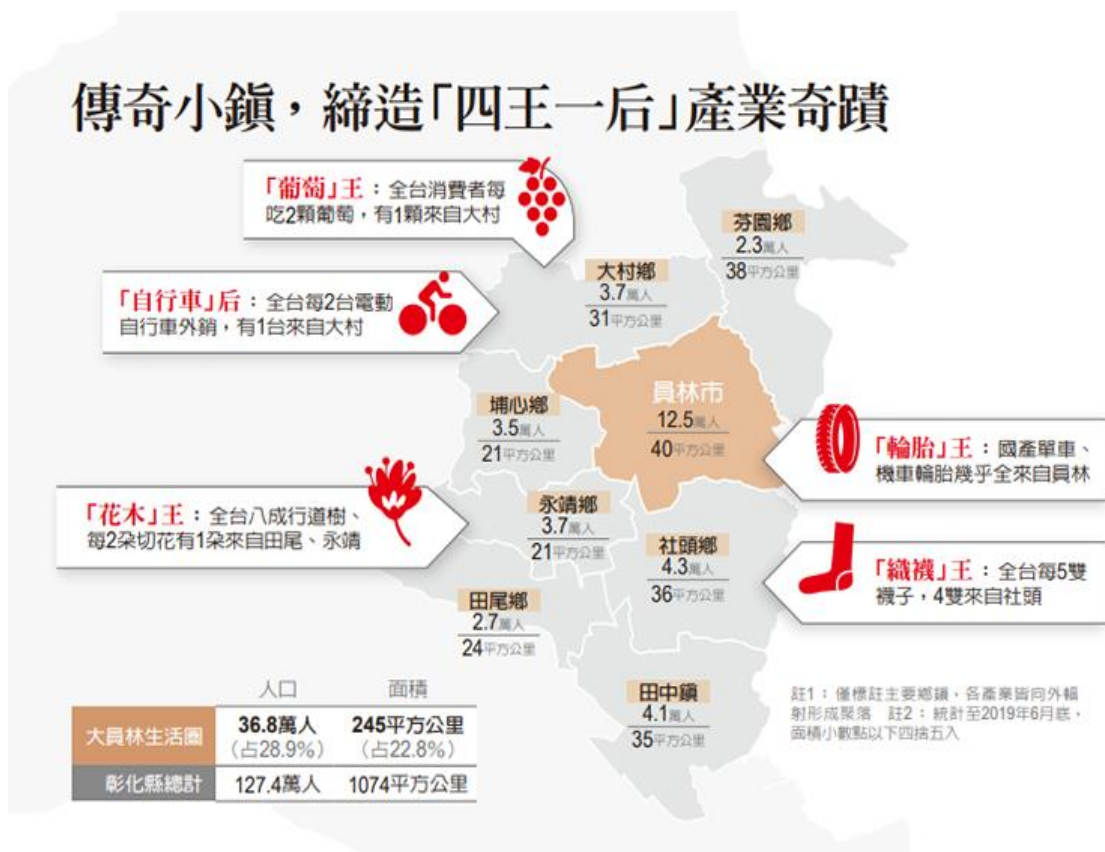 傳奇小鎮，締造「四王一后」產業奇蹟
「葡萄」王：全台消費者每
吃2顆葡萄，有1顆來自大村
「自行車」后：全台每2台電動
自行車外銷，有1台來自大村
芬園鄉
2.3萬人
38平方公里
大村鄉
3.7萬人
31平方公里
員林市
12.5萬人
40平方公里
埔心鄉
3.5萬人
21平方公里
「輪胎」王：國產單車、
機車輪胎幾乎全來自員林
「花木」王：全台八成行道樹、
每2朵切花有1朵來自田尾、永靖
永靖鄉
3.7萬人
21平方公里
社頭鄉
4.3萬人
36平方公里
「織襪」王：全台每5雙
襪子，4雙來自社頭
田尾鄉
2.7萬人
24平方公里
田中鎮
4.1萬人
35平方公里
人口 面積
大員林生活圈 36.8萬人 245平方公里
（占28.9%） （占22.8%）
彰化縣總計 127.4萬人 1074平方公里
註1：僅標註主要鄉鎮，各產業皆向外輻
射形成聚落 註2：統計至2019年6月底，
面積小數點以下四捨五入